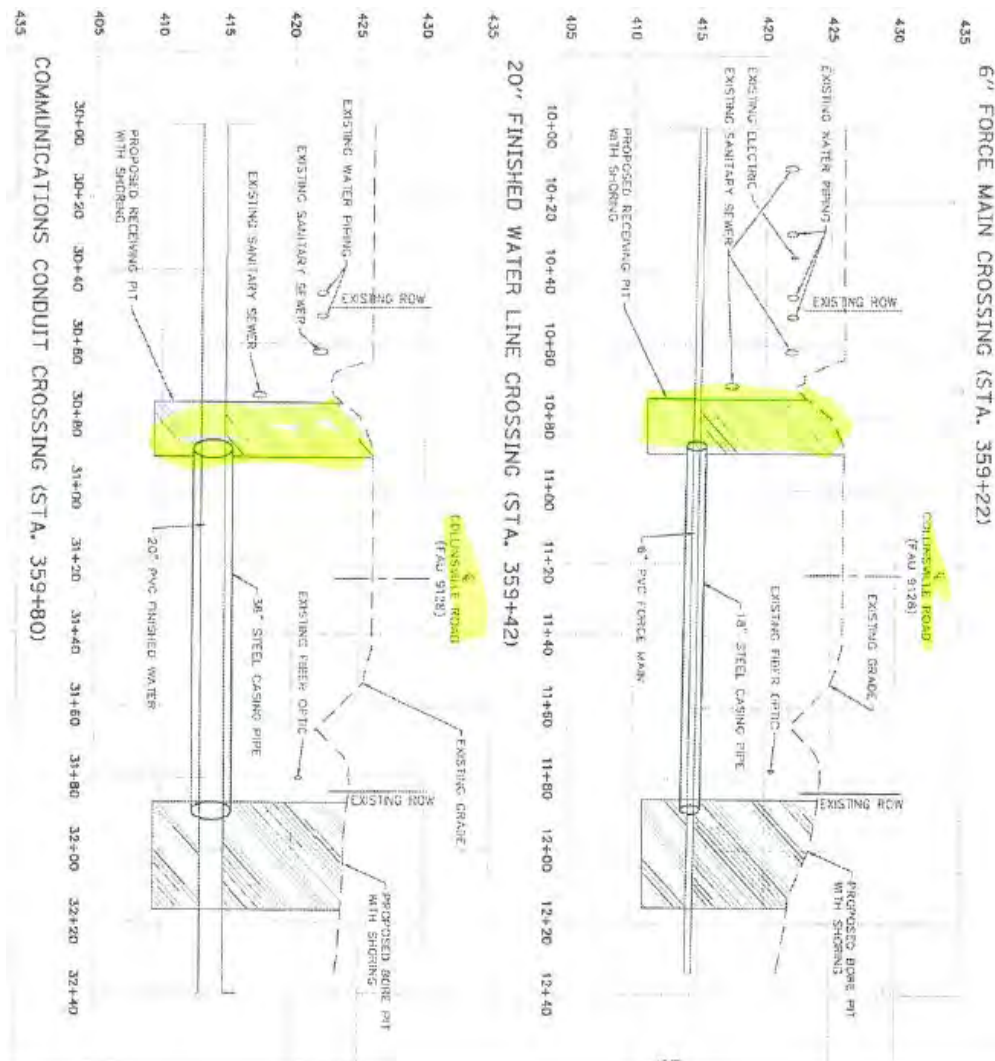 6" FORCE MAIN CROSSING (STA. 359+22)
435
430
425
420
415
410
405
COLLINSVILLE ROAD
(FAU 9128)
EXISTING WATER PIPING
EXISTING ELECTRIC
EXISTING SANITARY SEWER
EXISTING ROW
PROPOSED RECEIVING PIT
WITH SHORING
EXISTING GRADE
EXISTING FIBER OPTIC
18" STEEL CASING PIPE
6" PVC FORCE MAIN
EXISTING ROW
PROPOSED BORE PIT
WITH SHORING
10+00 10+20 10+40 10+60 10+80 11+00 11+20 11+40 11+60 11+80 12+00 12+20 12+40
20" FINISHED WATER LINE CROSSING (STA. 359+42)
435
430
425
420
415
410
405
COLLINSVILLE ROAD
(FAU 9128)
EXISTING WATER PIPING
EXISTING SANITARY
SEWER
EXISTING SANITARY
SEWER
EXISTING ROW
PROPOSED RECEIVING PIT
WITH SHORING
EXISTING GRADE
EXISTING FIBER OPTIC
36" STEEL CASING PIPE
20" PVC FINISHED WATER
EXISTING ROW
PROPOSED BORE PIT
WITH SHORING
30+00 30+20 30+40 30+60 30+80 31+00 31+20 31+40 31+60 31+80 32+00 32+20 32+40
COMMUNICATIONS CONDUIT CROSSING (STA. 359+80)
435